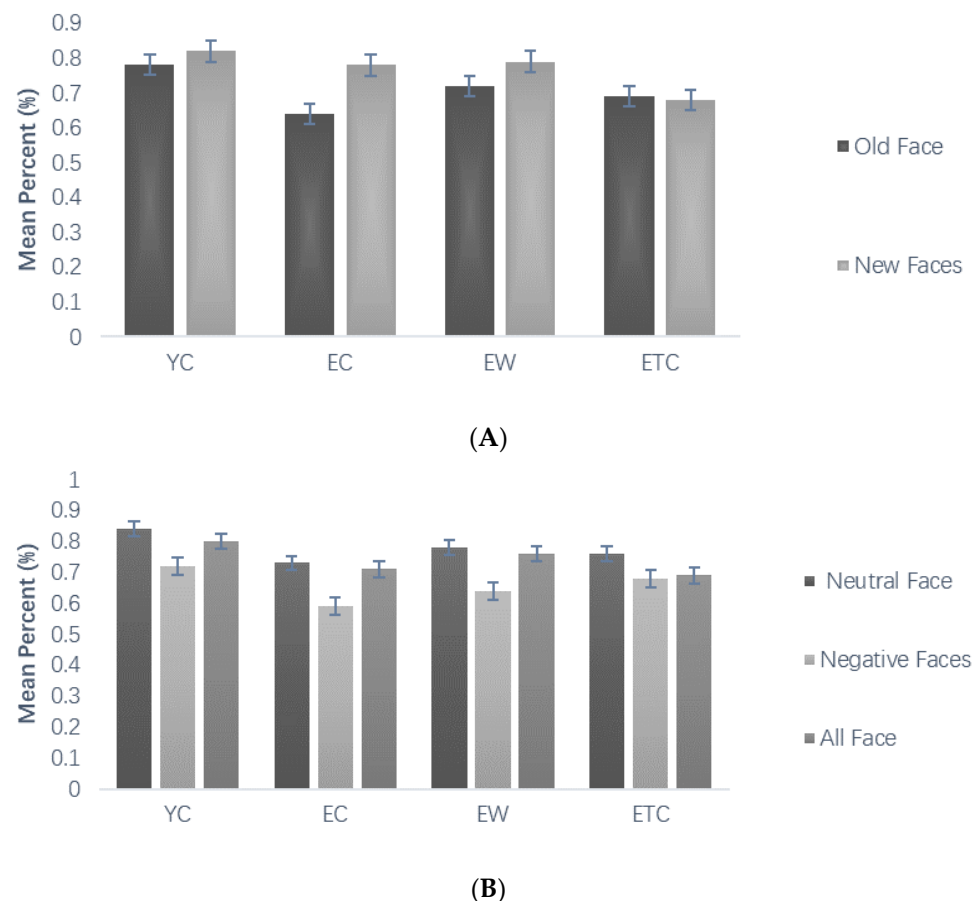 Mean Percent (%)
0.9
0.8
0.7
0.6
0.5
0.4
0.3
0.2
0.1
0
YC EC EW ETC
Old Face
New Faces
(A)
Mean Percent (%)
1
0.9
0.8
0.7
0.6
0.5
0.4
0.3
0.2
0.1
0
YC EC EW ETC
Neutral Face
Negative Faces
All Face
(B)